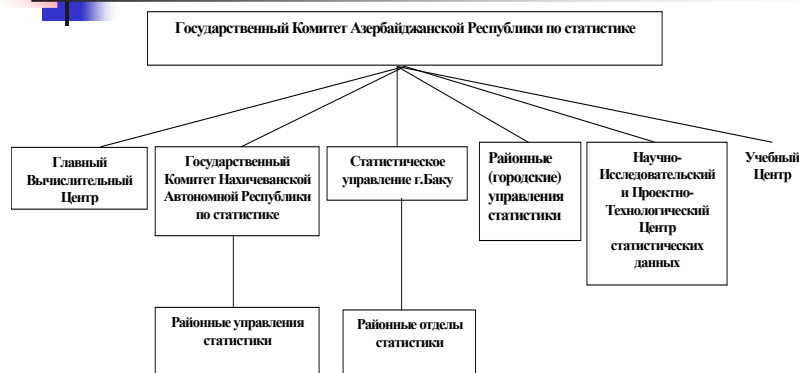 Государственный Комитет Азербайджанской Республики по статистике
Главный
Вычислительный
Центр
Государственный
Комитет Нахичеванской
Автономной Республики
по статистике
Статистическое
управление г.Баку
Районные
(городские)
управления
статистики
Научно-
Исследовательский
и Проектно-
Технологический
Центр
статистических
данных
Учебный
Центр
Районные управления
статистики
Районные отделы
статистики